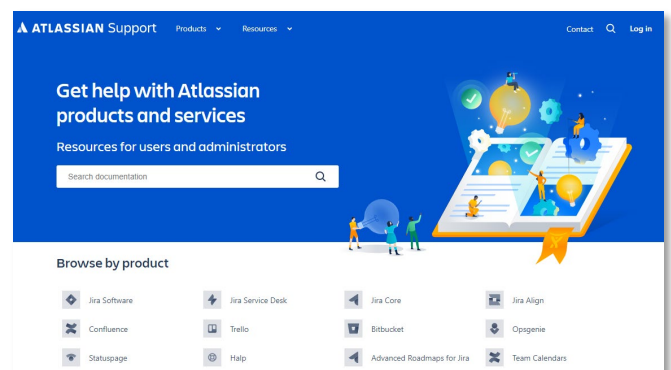 ATLASSIAN Support Products Resources Contact Log in
Get help with Atlassian
products and services
Resources for users and administrators
Search documentation
Browse by product
Jira Software Jira Service Desk Jira Core Jira Align
Confluence Trello Bitbucket Opsgenie
Statuspage Halp Advanced Roadmaps for Jira Team Calendars